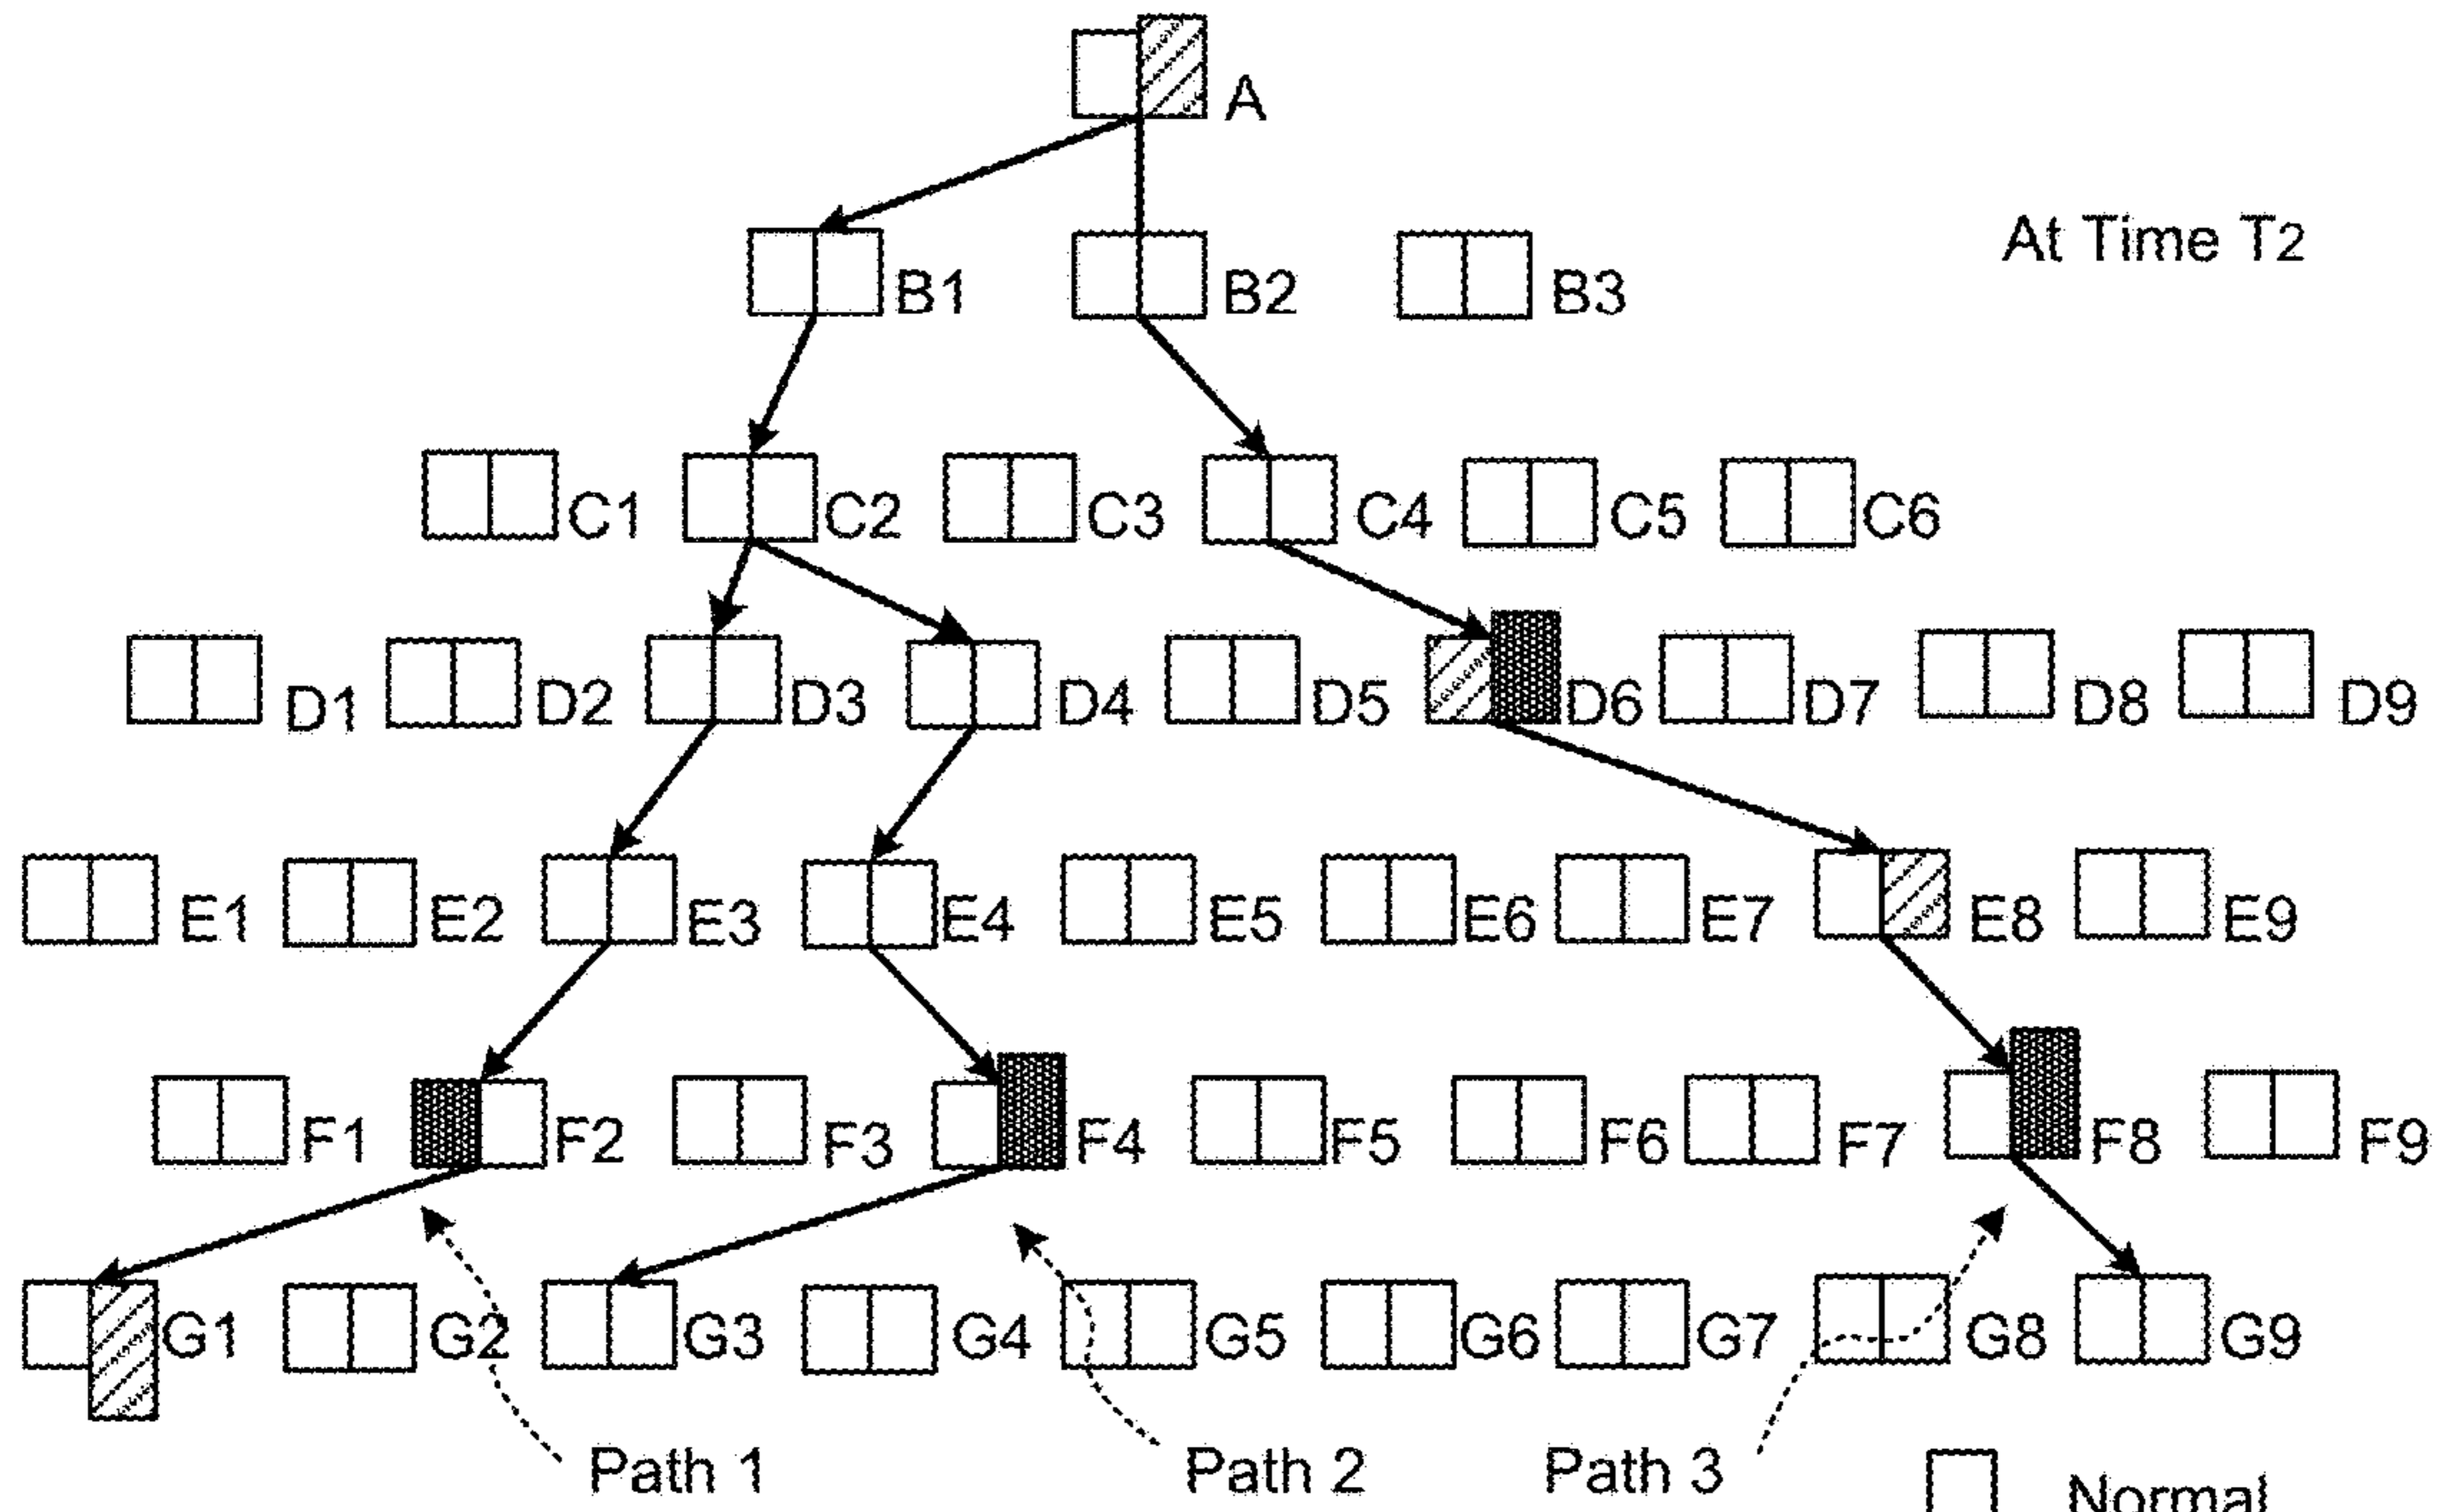 A
At Time T2
B1 B2 B3
C1 C2 C3 C4 C5 C6
D1 D2 D3 D4 D5 D6 D7 D8 D9
E1 E2 E3 E4 E5 E6 E7 E8 E9
F1 F2 F3 F4 F5 F6 F7 F8 F9
G1 G2 G3 G4 G5 G6 G7 G8 G9
Path 1 Path 2 Path 3
Normal